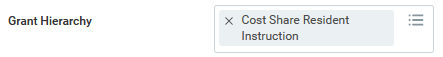 Grant Hierarchy
× Cost Share Resident
Instruction